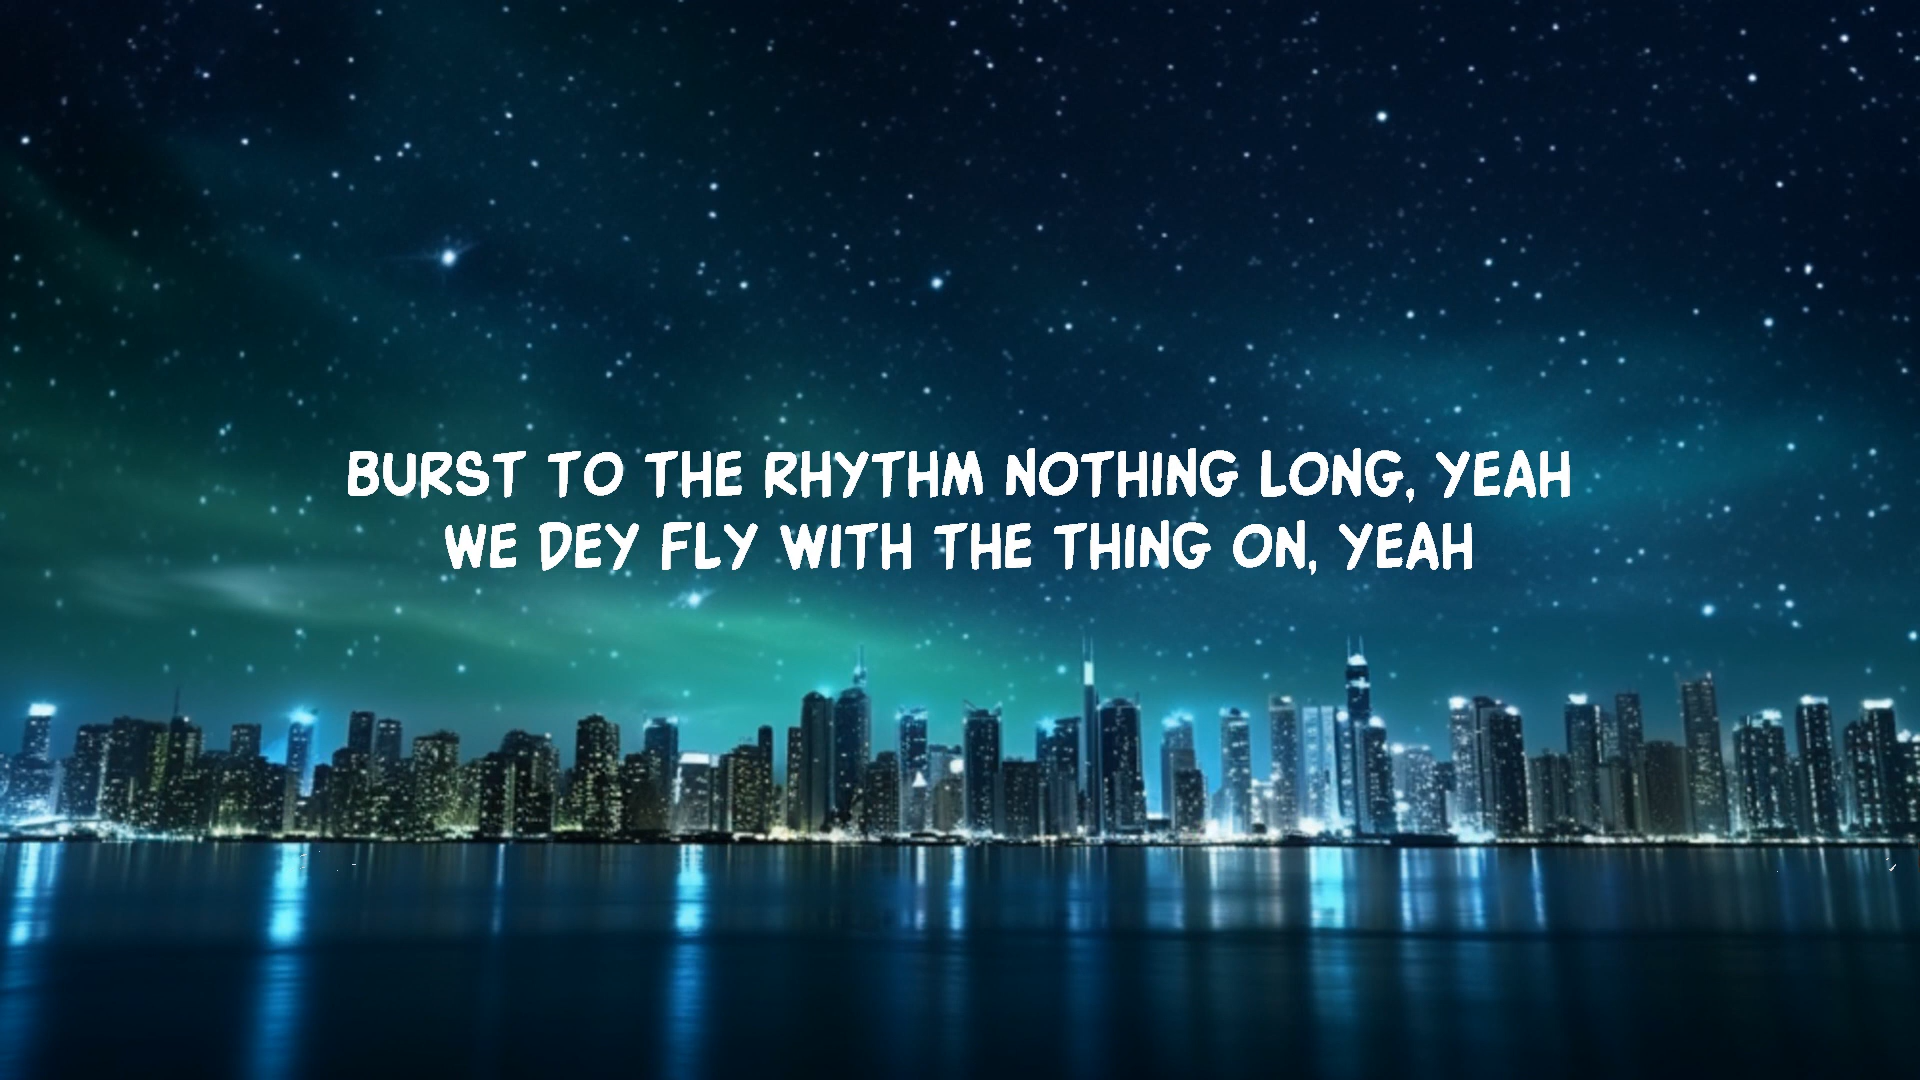 BURST TO THE RHYTHM NOTHING LONG, YEAH
WE DEY FLY WITH THE THING ON, YEAH